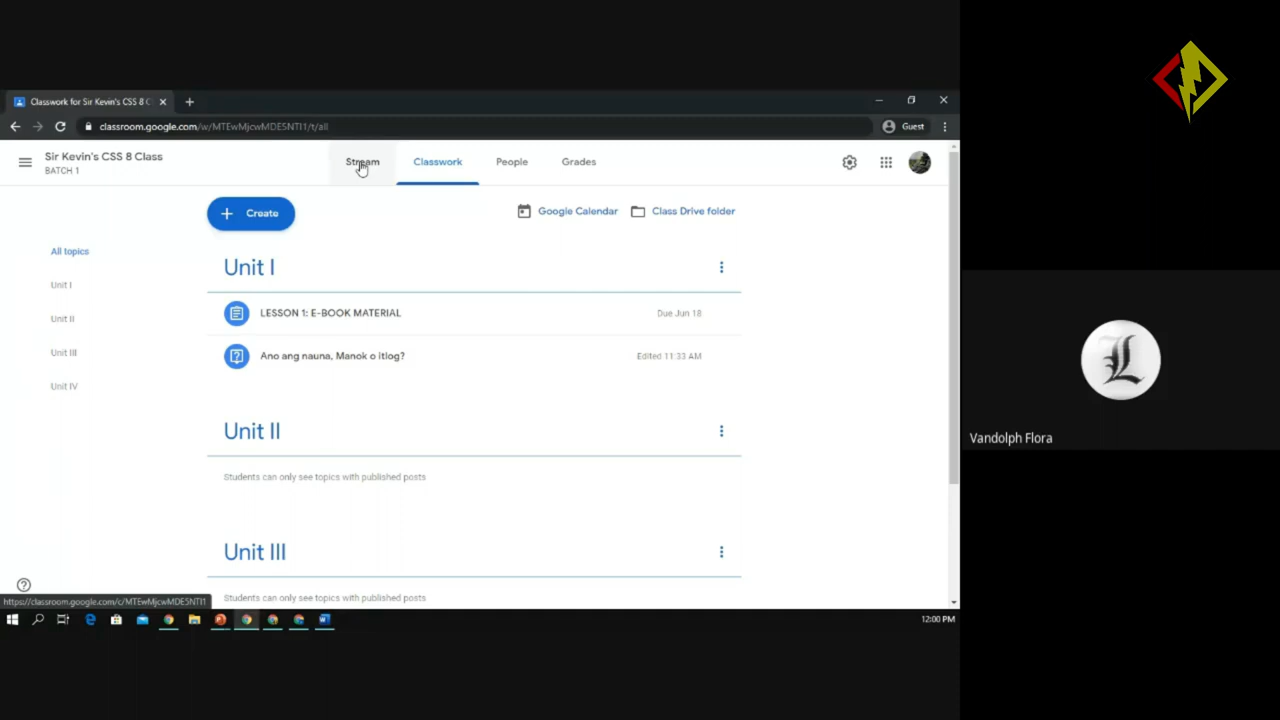 Classwork for Sir Kevin's CSS 8 C
classroom.google.com/w/MTEwMjcwMDE5NTI1/t/all
Guest
Sir Kevin's CSS 8 Class
BATCH 1
Stream
Classwork
People
Grades
Create
Google Calendar
Class Drive folder
All topics
Unit I
Unit II
Unit III
Unit IV
Unit I
LESSON 1: E-BOOK MATERIAL
Due Jun 18
Ano ang nauna, Manok o itlog?
Edited 11:33 AM
Unit II
Students can only see topics with published posts
Unit III
Students can only see topics with published posts
https://classroom.google.com/c/MTEwMjcwMDE5NTI1
12:00 PM
L
Vandolph Flora